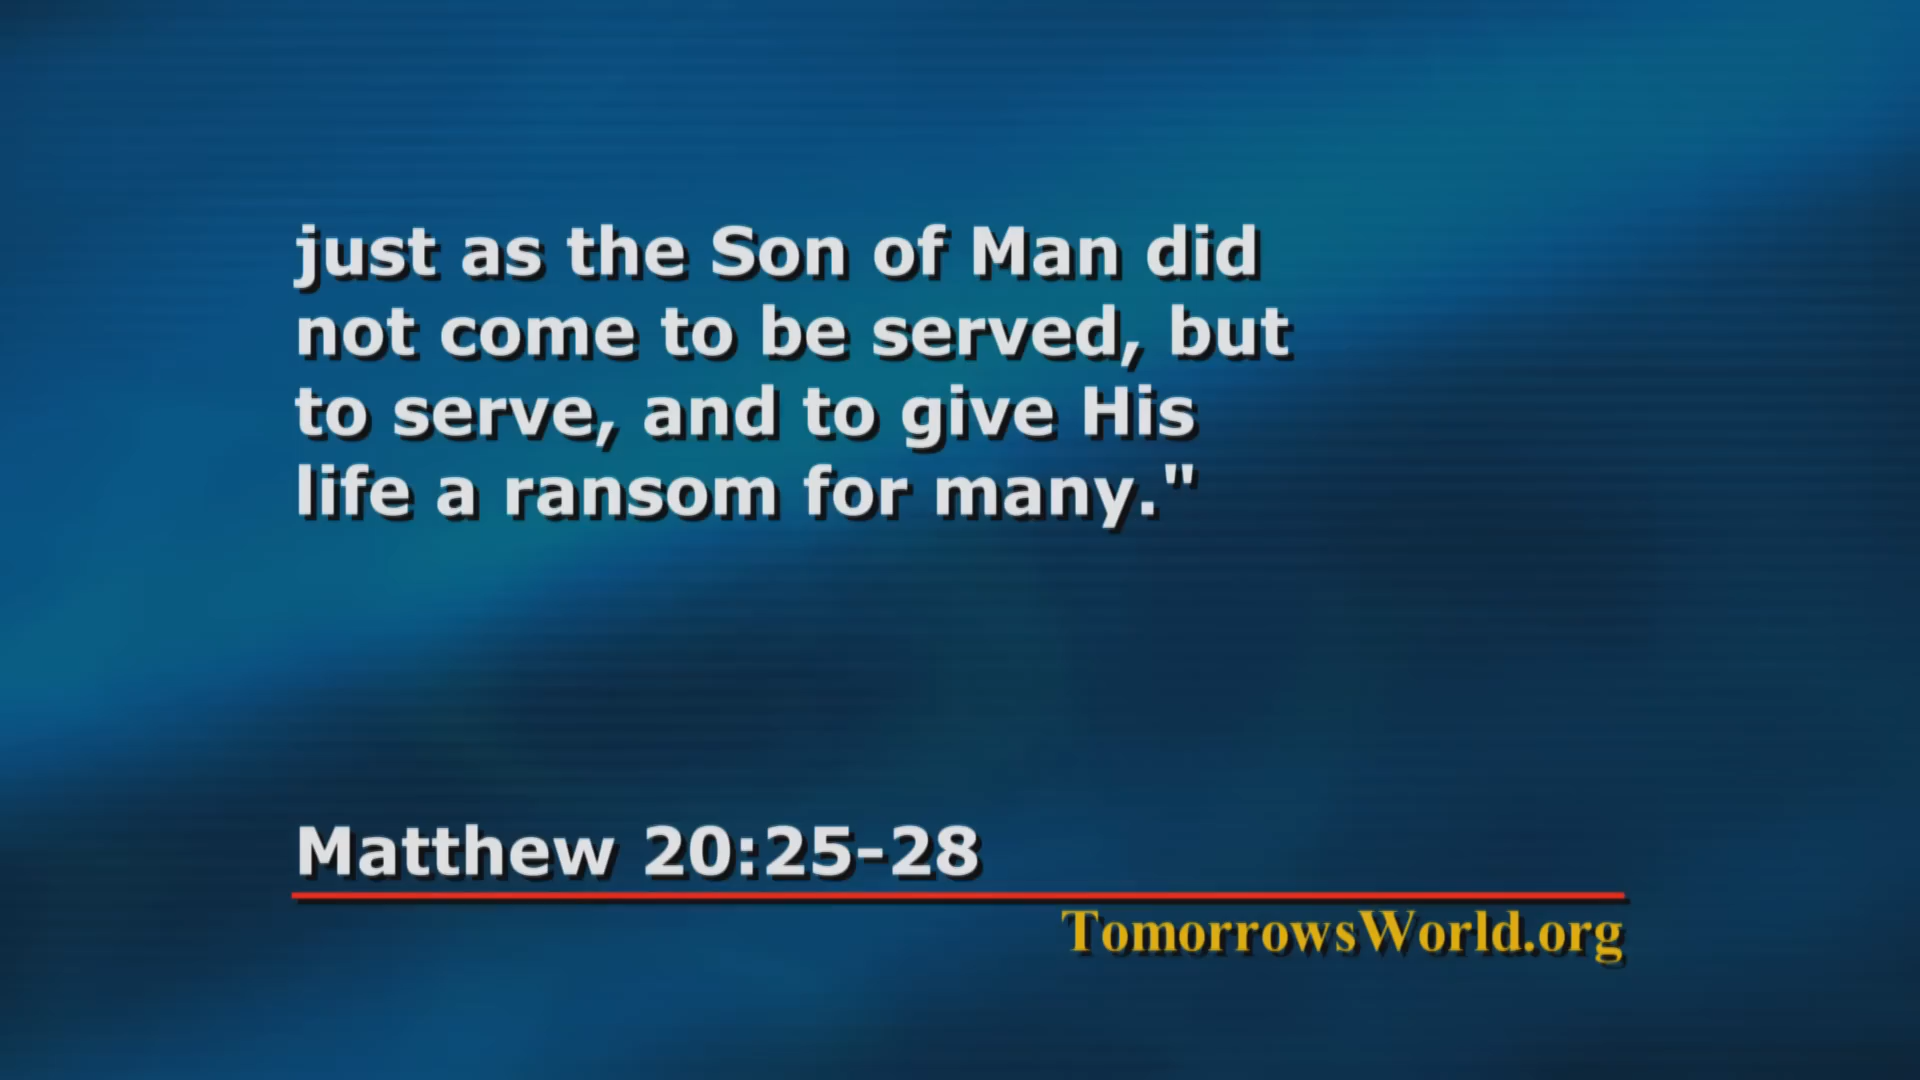 just as the Son of Man did
not come to be served, but
to serve, and to give His
life a ransom for many."
Matthew 20:25-28
TomorrowsWorld.org